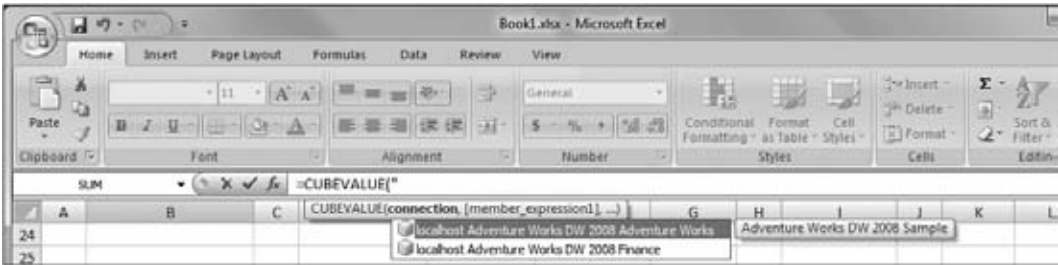 Book1.xlsx - Microsoft Excel
Home Insert Page Layout Formulas Data Review View
11 A A General Insert Σ
Paste B I U A $ % , Conditional Formatting Format as Table Cell Styles Delete Format Sort & Filter
Clipboard Font Alignment Number Styles Cells Editin
SUM fx =CUBEVALUE("
CUBEVALUE(connection, [member_expression1], ...)
A B C G H I J K L
24 localhost Adventure Works DW 2008 Adventure Works Adventure Works DW 2008 Sample
25 localhost Adventure Works DW 2008 Finance